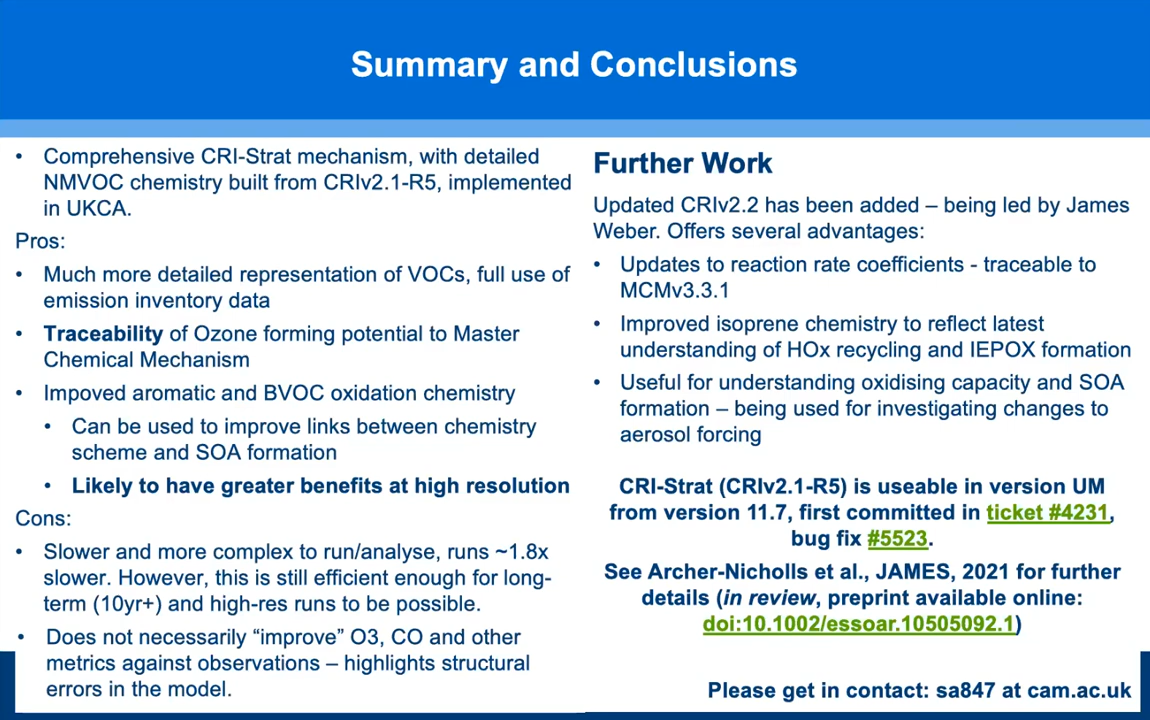 Summary and Conclusions
• Comprehensive CRI-Strat mechanism, with detailed
NMVOC chemistry built from CRIv2.1-R5, implemented
in UKCA.
Pros:
• Much more detailed representation of VOCs, full use of
emission inventory data
• Traceability of Ozone forming potential to Master
Chemical Mechanism
• Impoved aromatic and BVOC oxidation chemistry
• Can be used to improve links between chemistry
scheme and SOA formation
• Likely to have greater benefits at high resolution
Cons:
• Slower and more complex to run/analyse, runs ~1.8x
slower. However, this is still efficient enough for long-
term (10yr+) and high-res runs to be possible.
• Does not necessarily “improve” O3, CO and other
metrics against observations – highlights structural
errors in the model.
Further Work
Updated CRIv2.2 has been added – being led by James
Weber. Offers several advantages:
• Updates to reaction rate coefficients - traceable to
MCMv3.3.1
• Improved isoprene chemistry to reflect latest
understanding of HOx recycling and IEPOX formation
• Useful for understanding oxidising capacity and SOA
formation – being used for investigating changes to
aerosol forcing
CRI-Strat (CRIv2.1-R5) is useable in version UM
from version 11.7, first committed in ticket #4231,
bug fix #5523.
See Archer-Nicholls et al., JAMES, 2021 for further
details (in review, preprint available online:
doi:10.1002/essoar.10505092.1)
Please get in contact: sa847 at cam.ac.uk